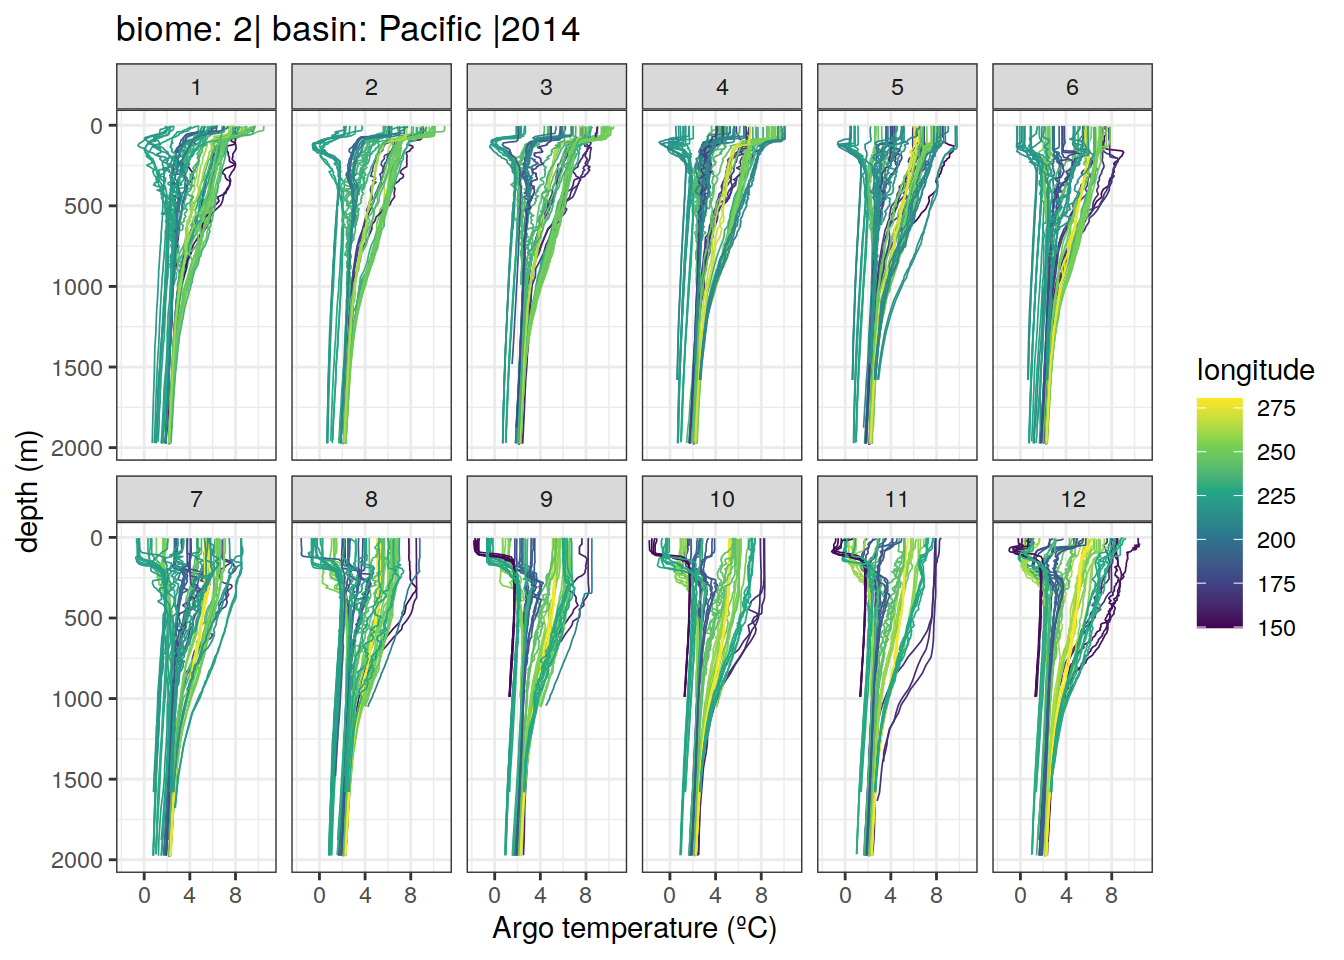 biome: 2| basin: Pacific |2014
1 2 3 4 5 6
0
500
1000
1500
2000
7 8 9 10 11 12
0
500
1000
1500
2000
0 4 8 0 4 8 0 4 8 0 4 8 0 4 8 0 4 8
Argo temperature (ºC)
depth (m)
longitude
275
250
225
200
175
150